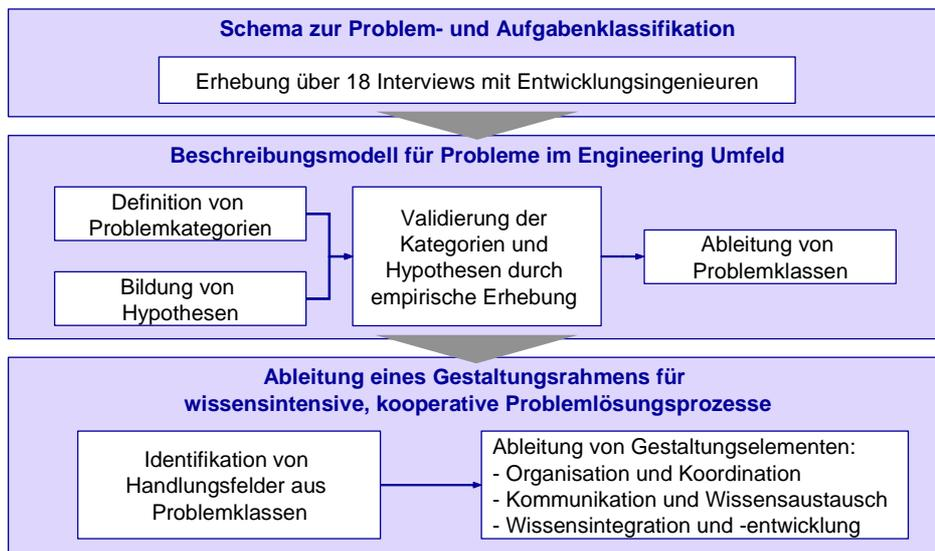 Schema zur Problem- und Aufgabenklassifikation
Erhebung über 18 Interviews mit Entwicklungsingenieuren
Beschreibungsmodell für Probleme im Engineering Umfeld
Definition von
Problemkategorien
Bildung von
Hypothesen
Validierung der
Kategorien und
Hypothesen durch
empirische Erhebung
Ableitung von
Problemklassen
Ableitung eines Gestaltungsrahmens für
wissensintensive, kooperative Problemlösungsprozesse
Identifikation von
Handlungsfelder aus
Problemklassen
Ableitung von Gestaltungselementen:
- Organisation und Koordination
- Kommunikation und Wissensaustausch
- Wissensintegration und -entwicklung